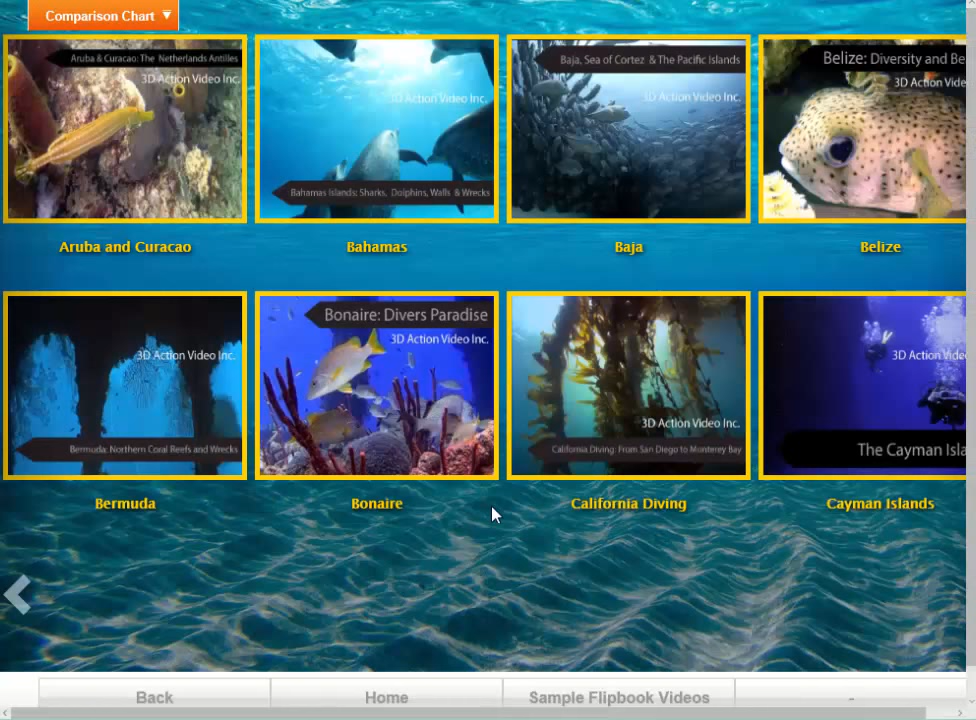 Comparison Chart
Aruba & Curacao: The Netherlands Antilles
3D Action Video Inc.
3D Action Video Inc.
Bahamas Islands: Sharks, Dolphins, Walls & Wrecks
Baja, Sea of Cortez & The Pacific Islands
3D Action Video Inc.
Belize: Diversity and Be
3D Action Vide
Aruba and Curacao
Bahamas
Baja
Belize
3D Action Video Inc.
Bermuda: Northern Coral Reefs and Wrecks
Bonaire: Divers Paradise
3D Action Video Inc.
3D Action Video Inc.
California Diving: From San Diego to Monterey Bay
3D Action Video
The Cayman Isla
Bermuda
Bonaire
California Diving
Cayman Islands
Back
Home
Sample Flipbook Videos
-